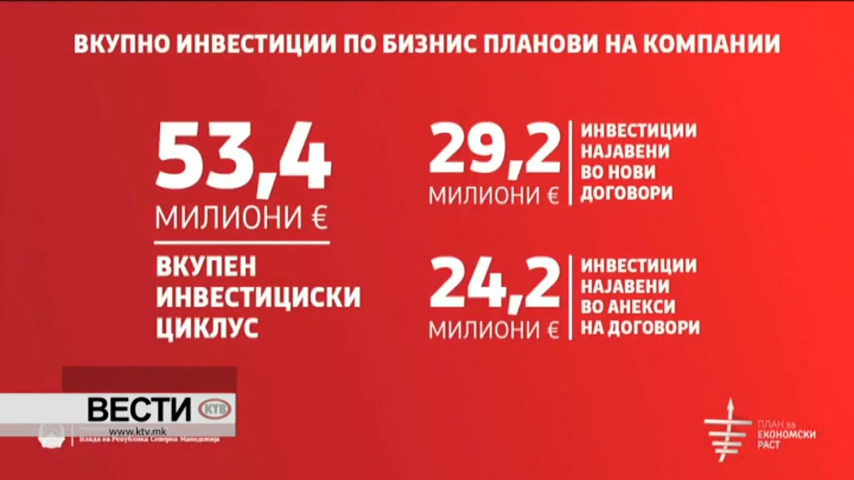 ВКУПНО ИНВЕСТИЦИИ ПО БИЗНИС ПЛАНОВИ НА КОМПАНИИ
53,4
МИЛИОНИ €
ВКУПЕН
ИНВЕСТИЦИСКИ
ЦИКЛУС
29,2
МИЛИОНИ €
ИНВЕСТИЦИИ
НАЈАВЕНИ
ВО НОВИ
ДОГОВОРИ
24,2
МИЛИОНИ €
ИНВЕСТИЦИИ
НАЈАВЕНИ
ВО АНЕКСИ
НА ДОГОВОРИ
ВЕСТИ КТВ
www.ktv.mk
Влада на Република Северна Македонија
ПЛАН за
ЕКОНОМСКИ
РАСТ